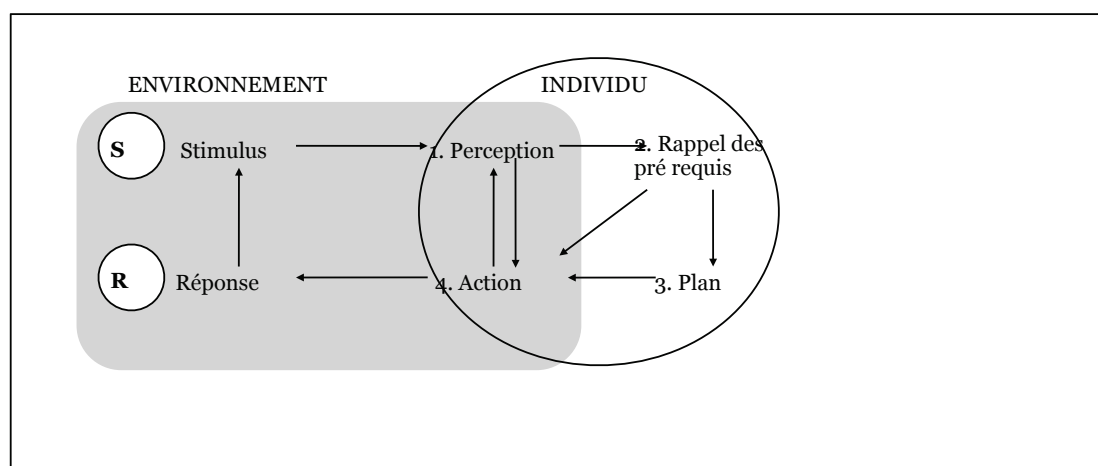 ENVIRONNEMENT
INDIVIDU
S
Stimulus
1. Perception
2. Rappel des
pré requis
R
Réponse
4. Action
3. Plan